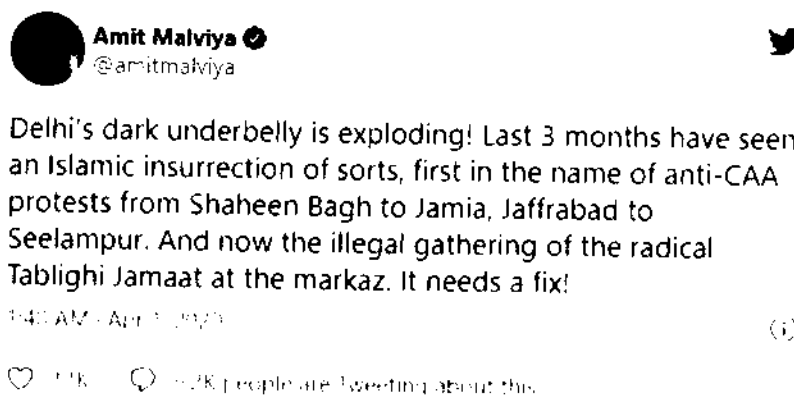 Amit Malviya
@amitmalviya
Delhi's dark underbelly is exploding! Last 3 months have seen
an Islamic insurrection of sorts, first in the name of anti-CAA
protests from Shaheen Bagh to Jamia, Jaffrabad to
Seelampur. And now the illegal gathering of the radical
Tablighi Jamaat at the markaz. It needs a fix!
AM · Apr
people are Tweeting about this